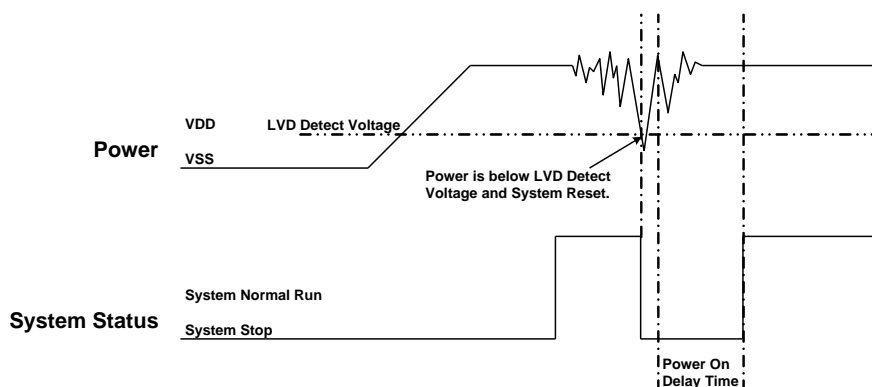 VDD
LVD Detect Voltage
Power
VSS
Power is below LVD Detect
Voltage and System Reset.
System Normal Run
System Status
System Stop
Power On
Delay Time